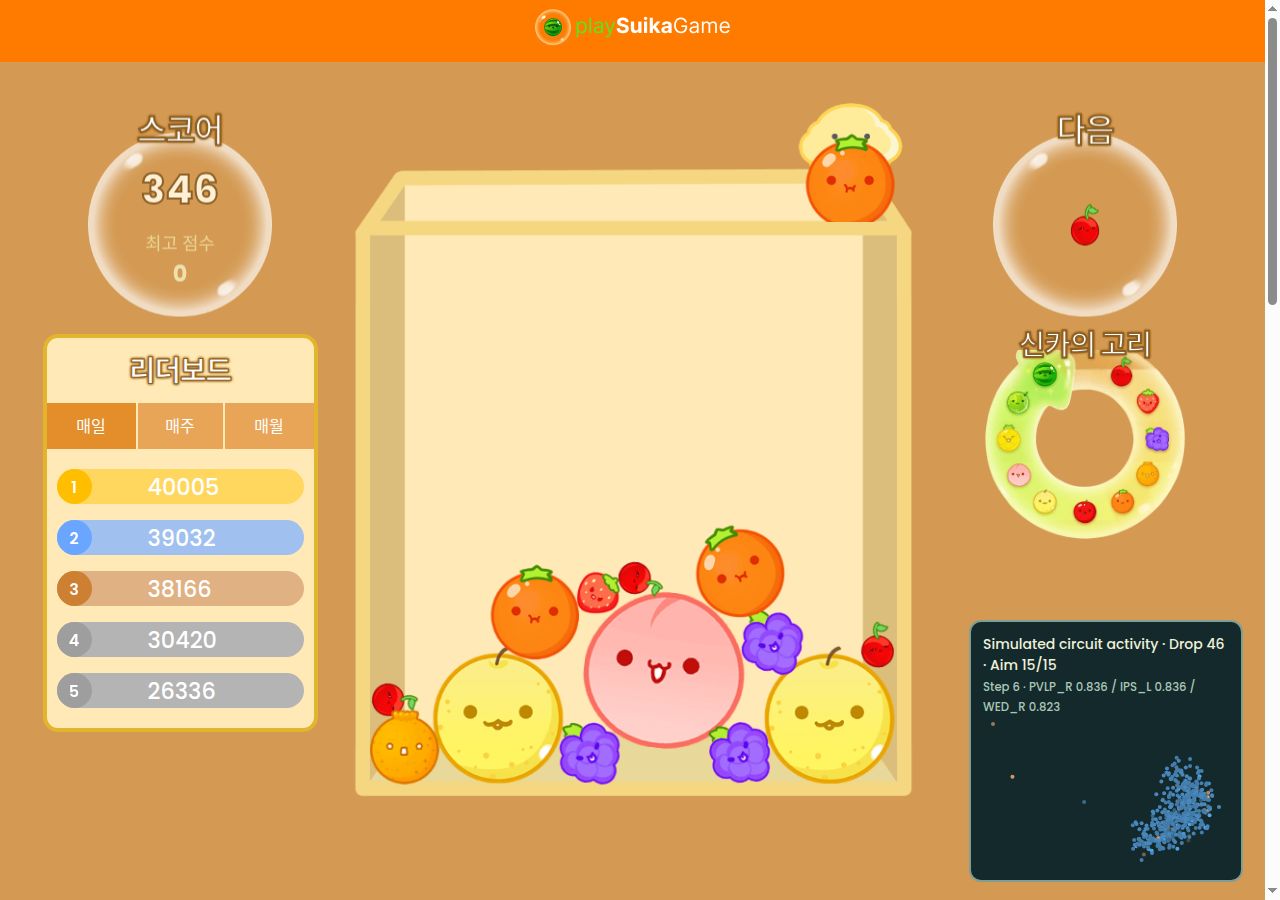 playSuikaGame
스코어
346
최고 점수
0
다음
신카의 고리
리더보드
매일 매주 매월
1 40005
2 39032
3 38166
4 30420
5 26336
Simulated circuit activity · Drop 46
· Aim 15/15
Step 6 · PVLP_R 0.836 / IPS_L 0.836 /
WED_R 0.823